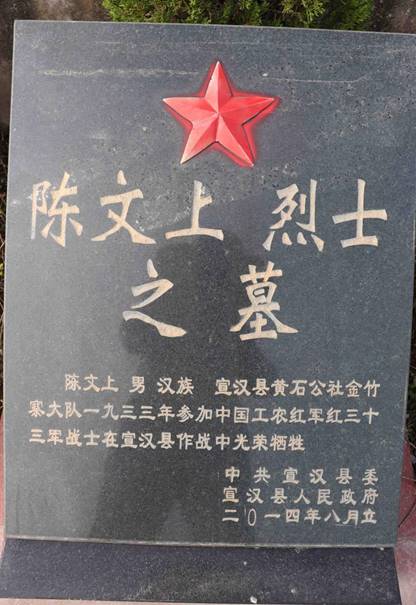 陈文上 烈士
之墓
陈文上 男 汉族 宣汉县黄石公社金竹
寨大队一九三三年参加中国工农红军红三十
三军战士在宣汉县作战中光荣牺牲
中共宣汉县委
宣汉县人民政府
二〇一四年八月立